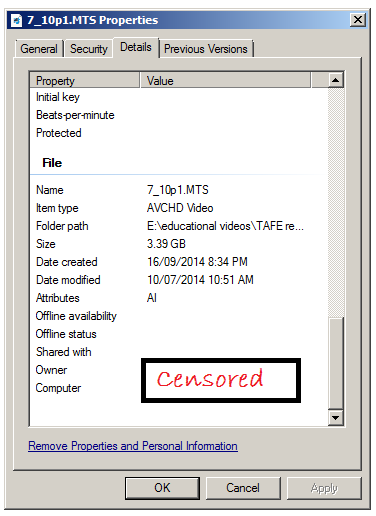 7_10p1.MTS Properties
General Security Details Previous Versions
Property Value
Initial key
Beats-per-minute
Protected
File
Name 7_10p1.MTS
Item type AVCHD Video
Folder path E:\educational videos\TAFE re...
Size 3.39 GB
Date created 16/09/2014 8:34 PM
Date modified 10/07/2014 10:51 AM
Attributes AI
Offline availability
Offline status
Shared with
Owner
Computer
Censored
Remove Properties and Personal Information
OK Cancel Apply